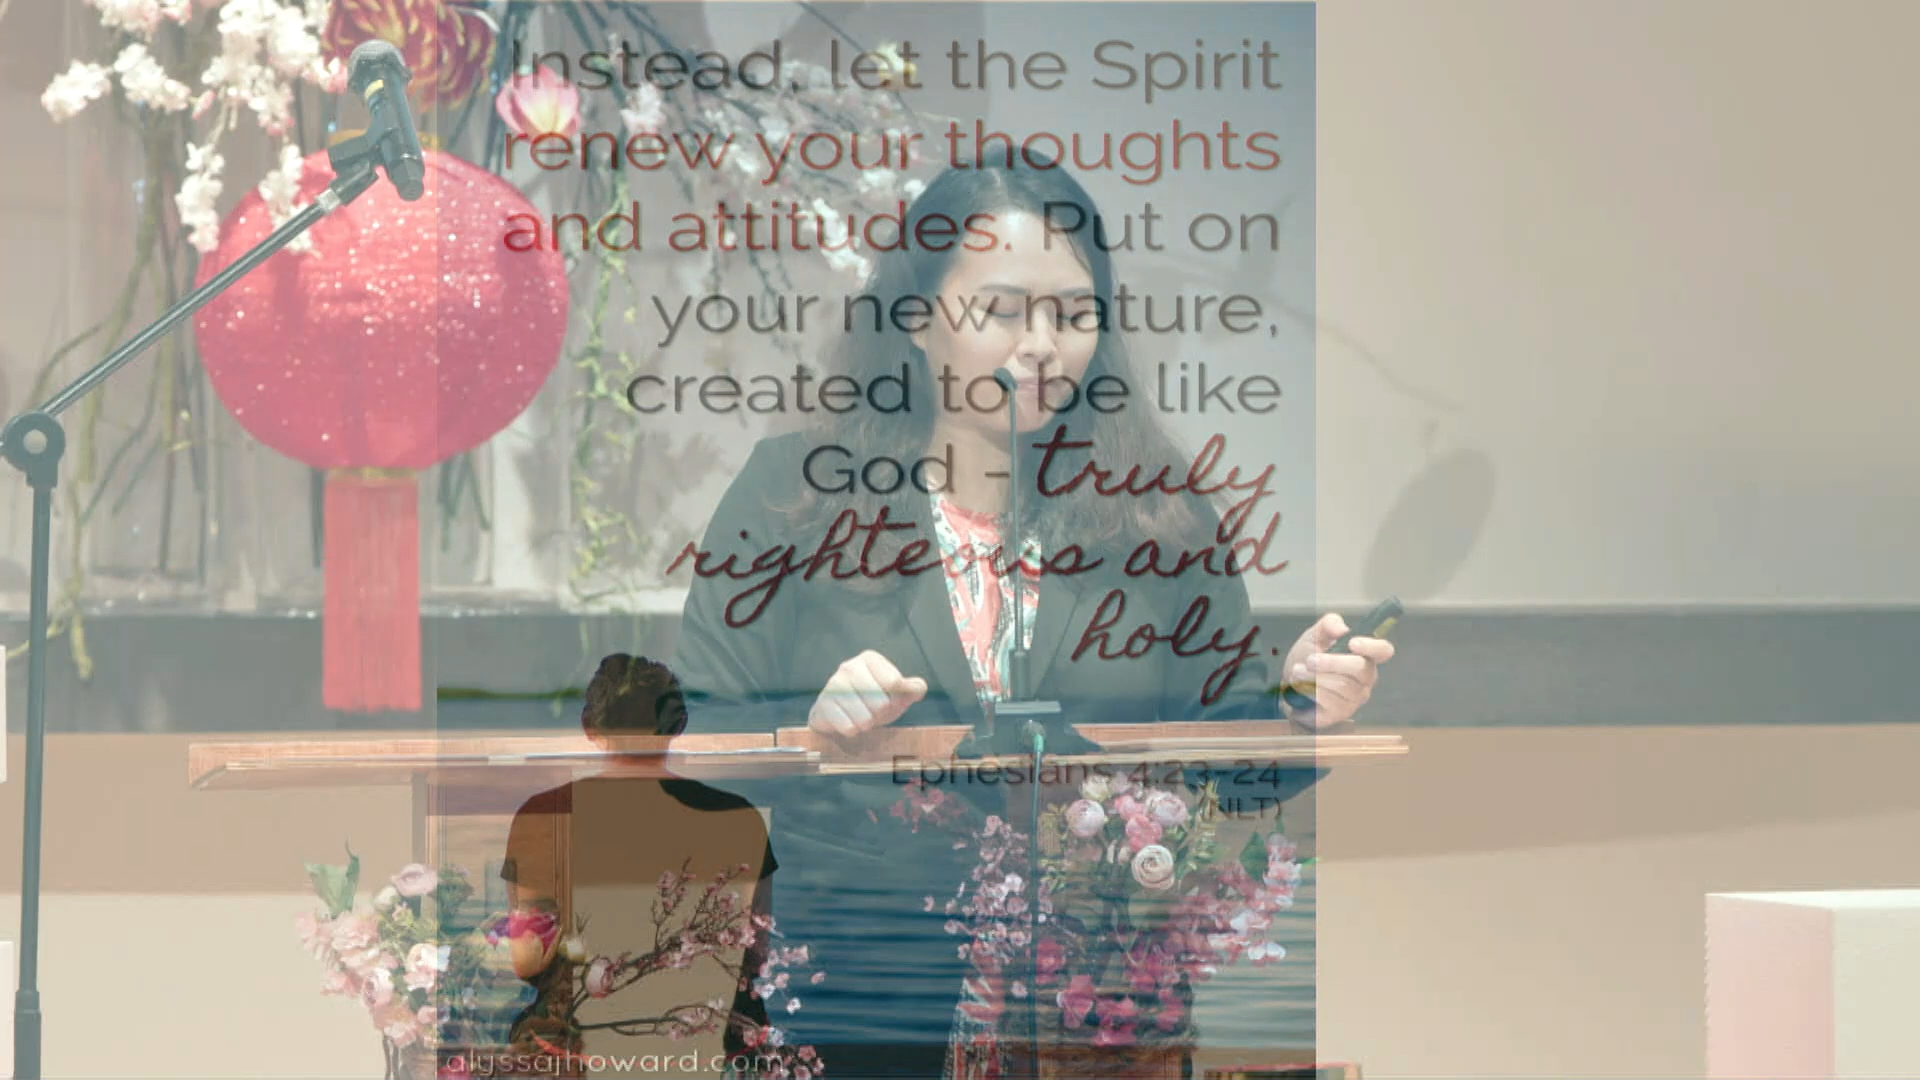 Instead, let the Spirit
renew your thoughts
and attitudes. Put on
your new nature,
created to be like
God - truly
righteous and
holy.
Ephesians 4:23-24
(NLT)
alyssajhoward.com